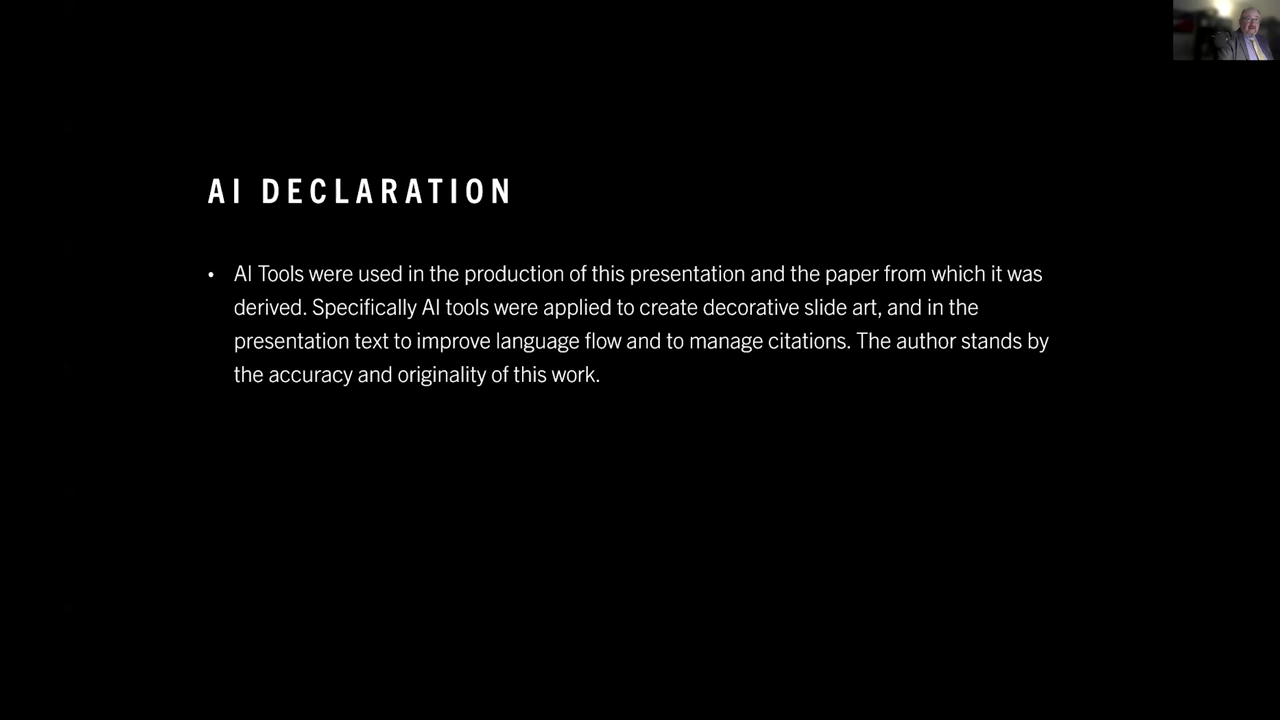 AI DECLARATION
• AI Tools were used in the production of this presentation and the paper from which it was
derived. Specifically AI tools were applied to create decorative slide art, and in the
presentation text to improve language flow and to manage citations. The author stands by
the accuracy and originality of this work.